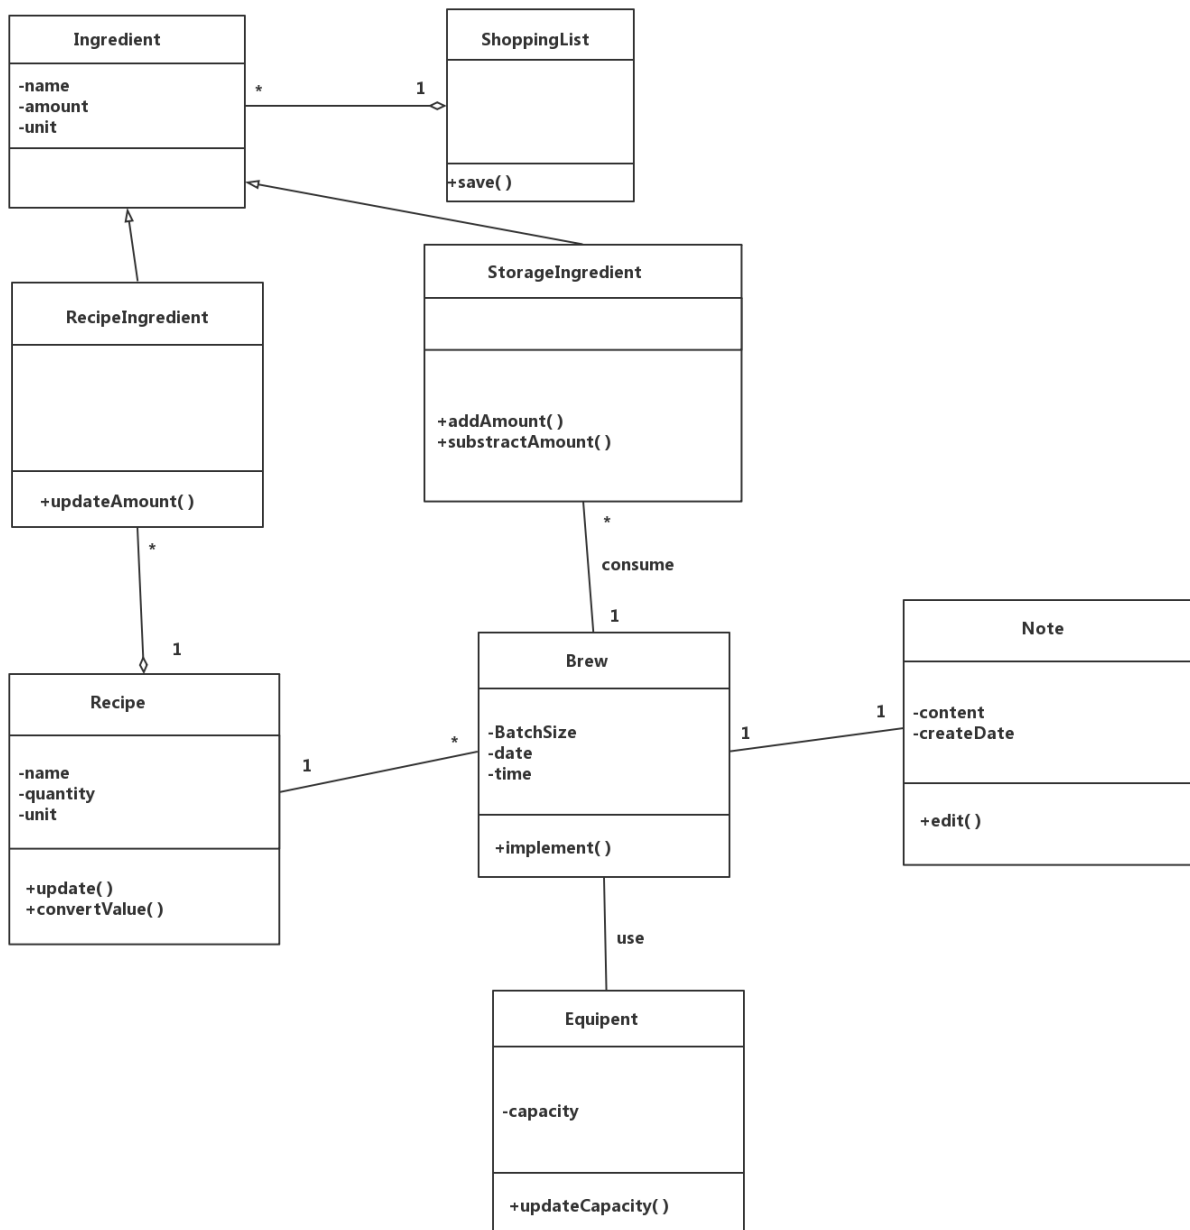 Ingredient
-name
-amount
-unit
*
1
ShoppingList
+save( )
RecipeIngredient
+updateAmount( )
StorageIngredient
+addAmount( )
+substractAmount( )
*
consume
1
*
1
Recipe
-name
-quantity
-unit
+update( )
+convertValue( )
1
*
Brew
-BatchSize
-date
-time
+implement( )
1
1
Note
-content
-createDate
+edit( )
use
Equipent
-capacity
+updateCapacity( )